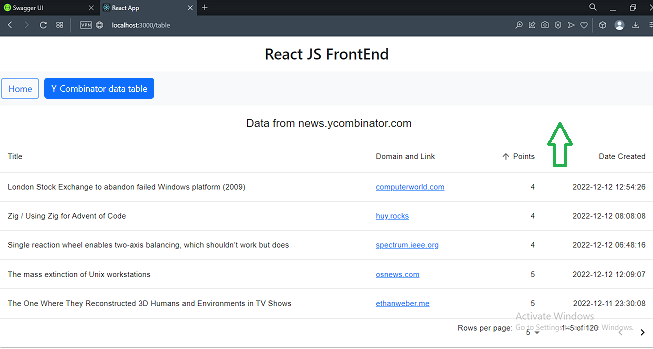 Swagger UI
React App
VPN
localhost:3000/table
React JS FrontEnd
Home
Y Combinator data table
Data from news.ycombinator.com
Title Domain and Link Points Date Created
London Stock Exchange to abandon failed Windows platform (2009) computerworld.com 4 2022-12-12 12:54:26
Zig / Using Zig for Advent of Code huy.rocks 4 2022-12-12 08:08:08
Single reaction wheel enables two-axis balancing, which shouldn't work but does spectrum.ieee.org 4 2022-12-12 06:48:16
The mass extinction of Unix workstations osnews.com 5 2022-12-12 12:09:07
The One Where They Reconstructed 3D Humans and Environments in TV Shows ethanweber.me 5 2022-12-11 23:30:08
Activate Windows
Rows per page: 5 1–5 of 120
Go to Settings Windows.